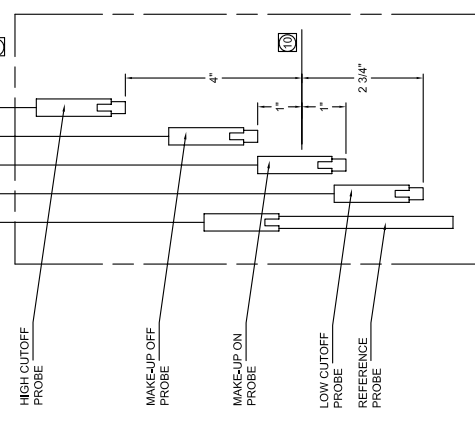 10
4"
1"
1"
2 3/4"
HIGH CUTOFF
PROBE
MAKE-UP OFF
PROBE
MAKE-UP ON
PROBE
LOW CUTOFF
PROBE
REFERENCE
PROBE